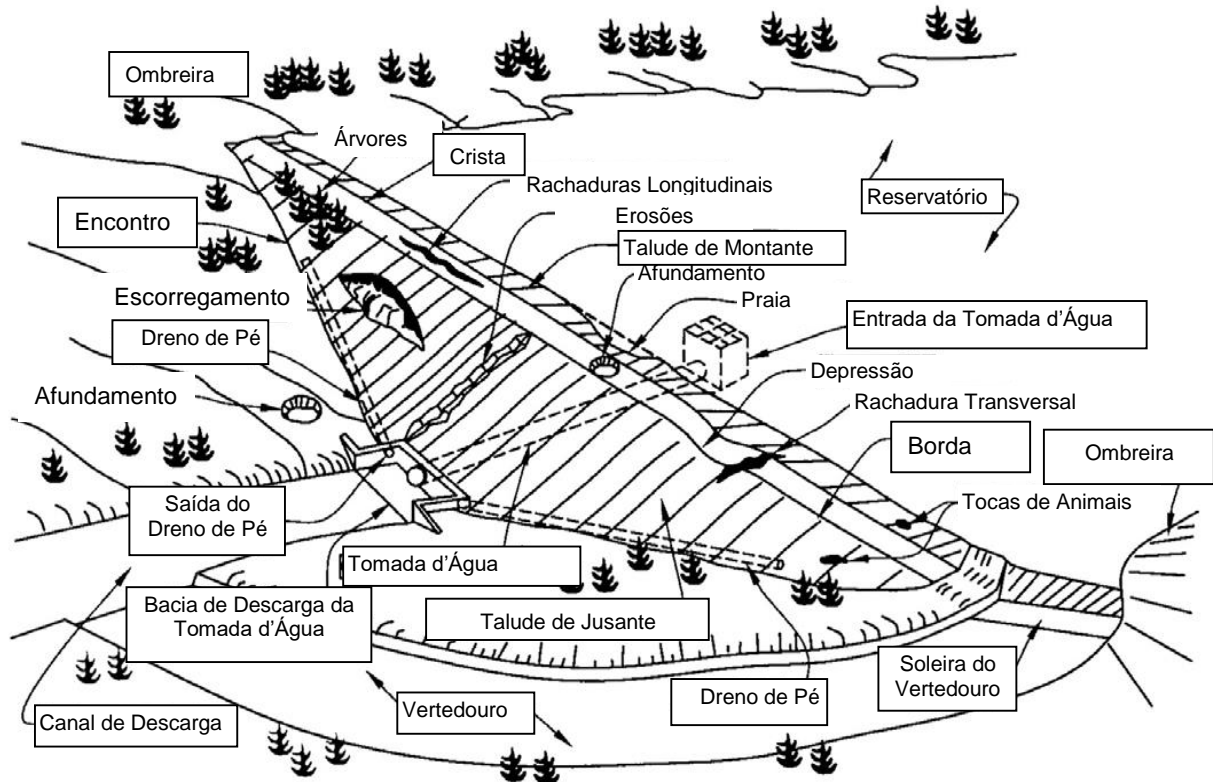 Ombreira
Árvores
Crista
Rachaduras Longitudinais
Reservatório
Encontro
Erosões
Talude de Montante
Afundamento
Escorregamento
Praia
Entrada da Tomada d'Água
Dreno de Pé
Depressão
Afundamento
Rachadura Transversal
Borda
Ombreira
Saída do
Dreno de Pé
Tocas de Animais
Tomada d'Água
Bacia de Descarga da
Tomada d'Água
Talude de Jusante
Soleira do
Vertedouro
Dreno de Pé
Canal de Descarga
Vertedouro